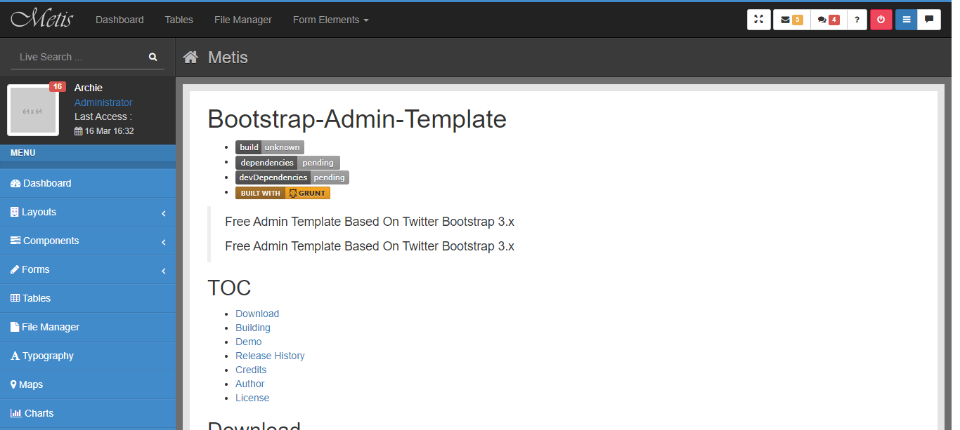 Metis Dashboard Tables File Manager Form Elements 5 4 ?
Live Search ...
Metis
16
Archie
Administrator
Last Access :
16 Mar 16:32
MENU
Dashboard
Layouts
Components
Forms
Tables
File Manager
Typography
Maps
Charts
Bootstrap-Admin-Template
build unknown
dependencies pending
devDependencies pending
BUILT WITH GRUNT
Free Admin Template Based On Twitter Bootstrap 3.x
Free Admin Template Based On Twitter Bootstrap 3.x
TOC
Download
Building
Demo
Release History
Credits
Author
License
Download